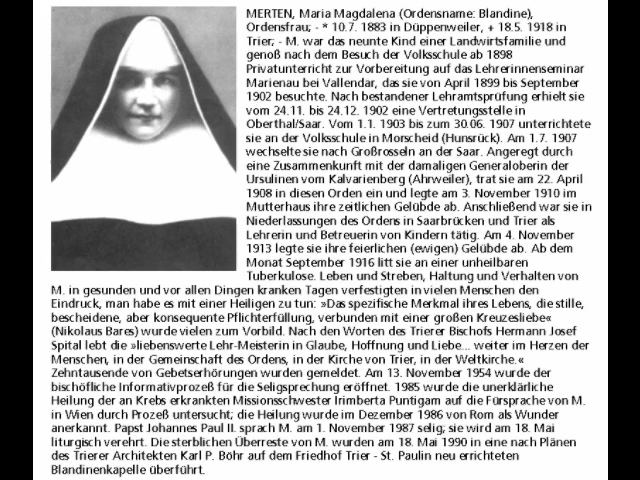 MERTEN, Maria Magdalena (Ordensname: Blandine),
Ordensfrau; - * 10.7. 1883 in Düppenweiler, + 18.5. 1918 in
Trier; - M. war das neunte Kind einer Landwirtsfamilie und
genoß nach dem Besuch der Volksschule ab 1898
Privatunterricht zur Vorbereitung auf das Lehrerinnenseminar
Marienau bei Vallendar, das sie von April 1899 bis September
1902 besuchte. Nach bestandener Lehramtsprüfung erhielt sie
vom 24.11. bis 24.12. 1902 eine Vertretungsstelle in
Oberthal/Saar. Vom 1.1. 1903 bis zum 30.06. 1907 unterrichtete
sie an der Volksschule in Morscheid (Hunsrück). Am 1.7. 1907
wechselte sie nach Großrosseln an der Saar. Angeregt durch
eine Zusammenkunft mit der damaligen Generaloberin der
Ursulinen vom Kalvarienberg (Ahrweiler), trat sie am 22. April
1908 in diesen Orden ein und legte am 3. November 1910 im
Mutterhaus ihre zeitlichen Gelübde ab. Anschließend war sie in
Niederlassungen des Ordens in Saarbrücken und Trier als
Lehrerin und Betreuerin von Kindern tätig. Am 4. November
1913 legte sie ihre feierlichen (ewigen) Gelübde ab. Ab dem
Monat September 1916 litt sie an einer unheilbaren
Tuberkulose. Leben und Streben, Haltung und Verhalten von
M. in gesunden und vor allen Dingen kranken Tagen verfestigten in vielen Menschen den
Eindruck, man habe es mit einer Heiligen zu tun: »Das spezifische Merkmal ihres Lebens, die stille,
bescheidene, aber konsequente Pflichterfüllung, verbunden mit einer großen Kreuzesliebe«
(Nikolaus Bares) wurde vielen zum Vorbild. Nach den Worten des Trierer Bischofs Hermann Josef
Spital lebt die »liebenswerte Lehr-Meisterin in Glaube, Hoffnung und Liebe... weiter im Herzen der
Menschen, in der Gemeinschaft des Ordens, in der Kirche von Trier, in der Weltkirche.«
Zehntausende von Gebetserhörungen wurden gemeldet. Am 13. November 1954 wurde der
bischöfliche Informativprozeß für die Seligsprechung eröffnet. 1985 wurde die unerklärliche
Heilung der an Krebs erkrankten Missionsschwester Irimberta Puntigam auf die Fürsprache von M.
in Wien durch Prozeß untersucht; die Heilung wurde im Dezember 1986 von Rom als Wunder
anerkannt. Papst Johannes Paul II. sprach M. am 1. November 1987 selig; sie wird am 18. Mai
liturgisch verehrt. Die sterblichen Überreste von M. wurden am 18. Mai 1990 in eine nach Plänen
des Trierer Architekten Karl P. Böhr auf dem Friedhof Trier - St. Paulin neu errichteten
Blandinenkapelle überführt.